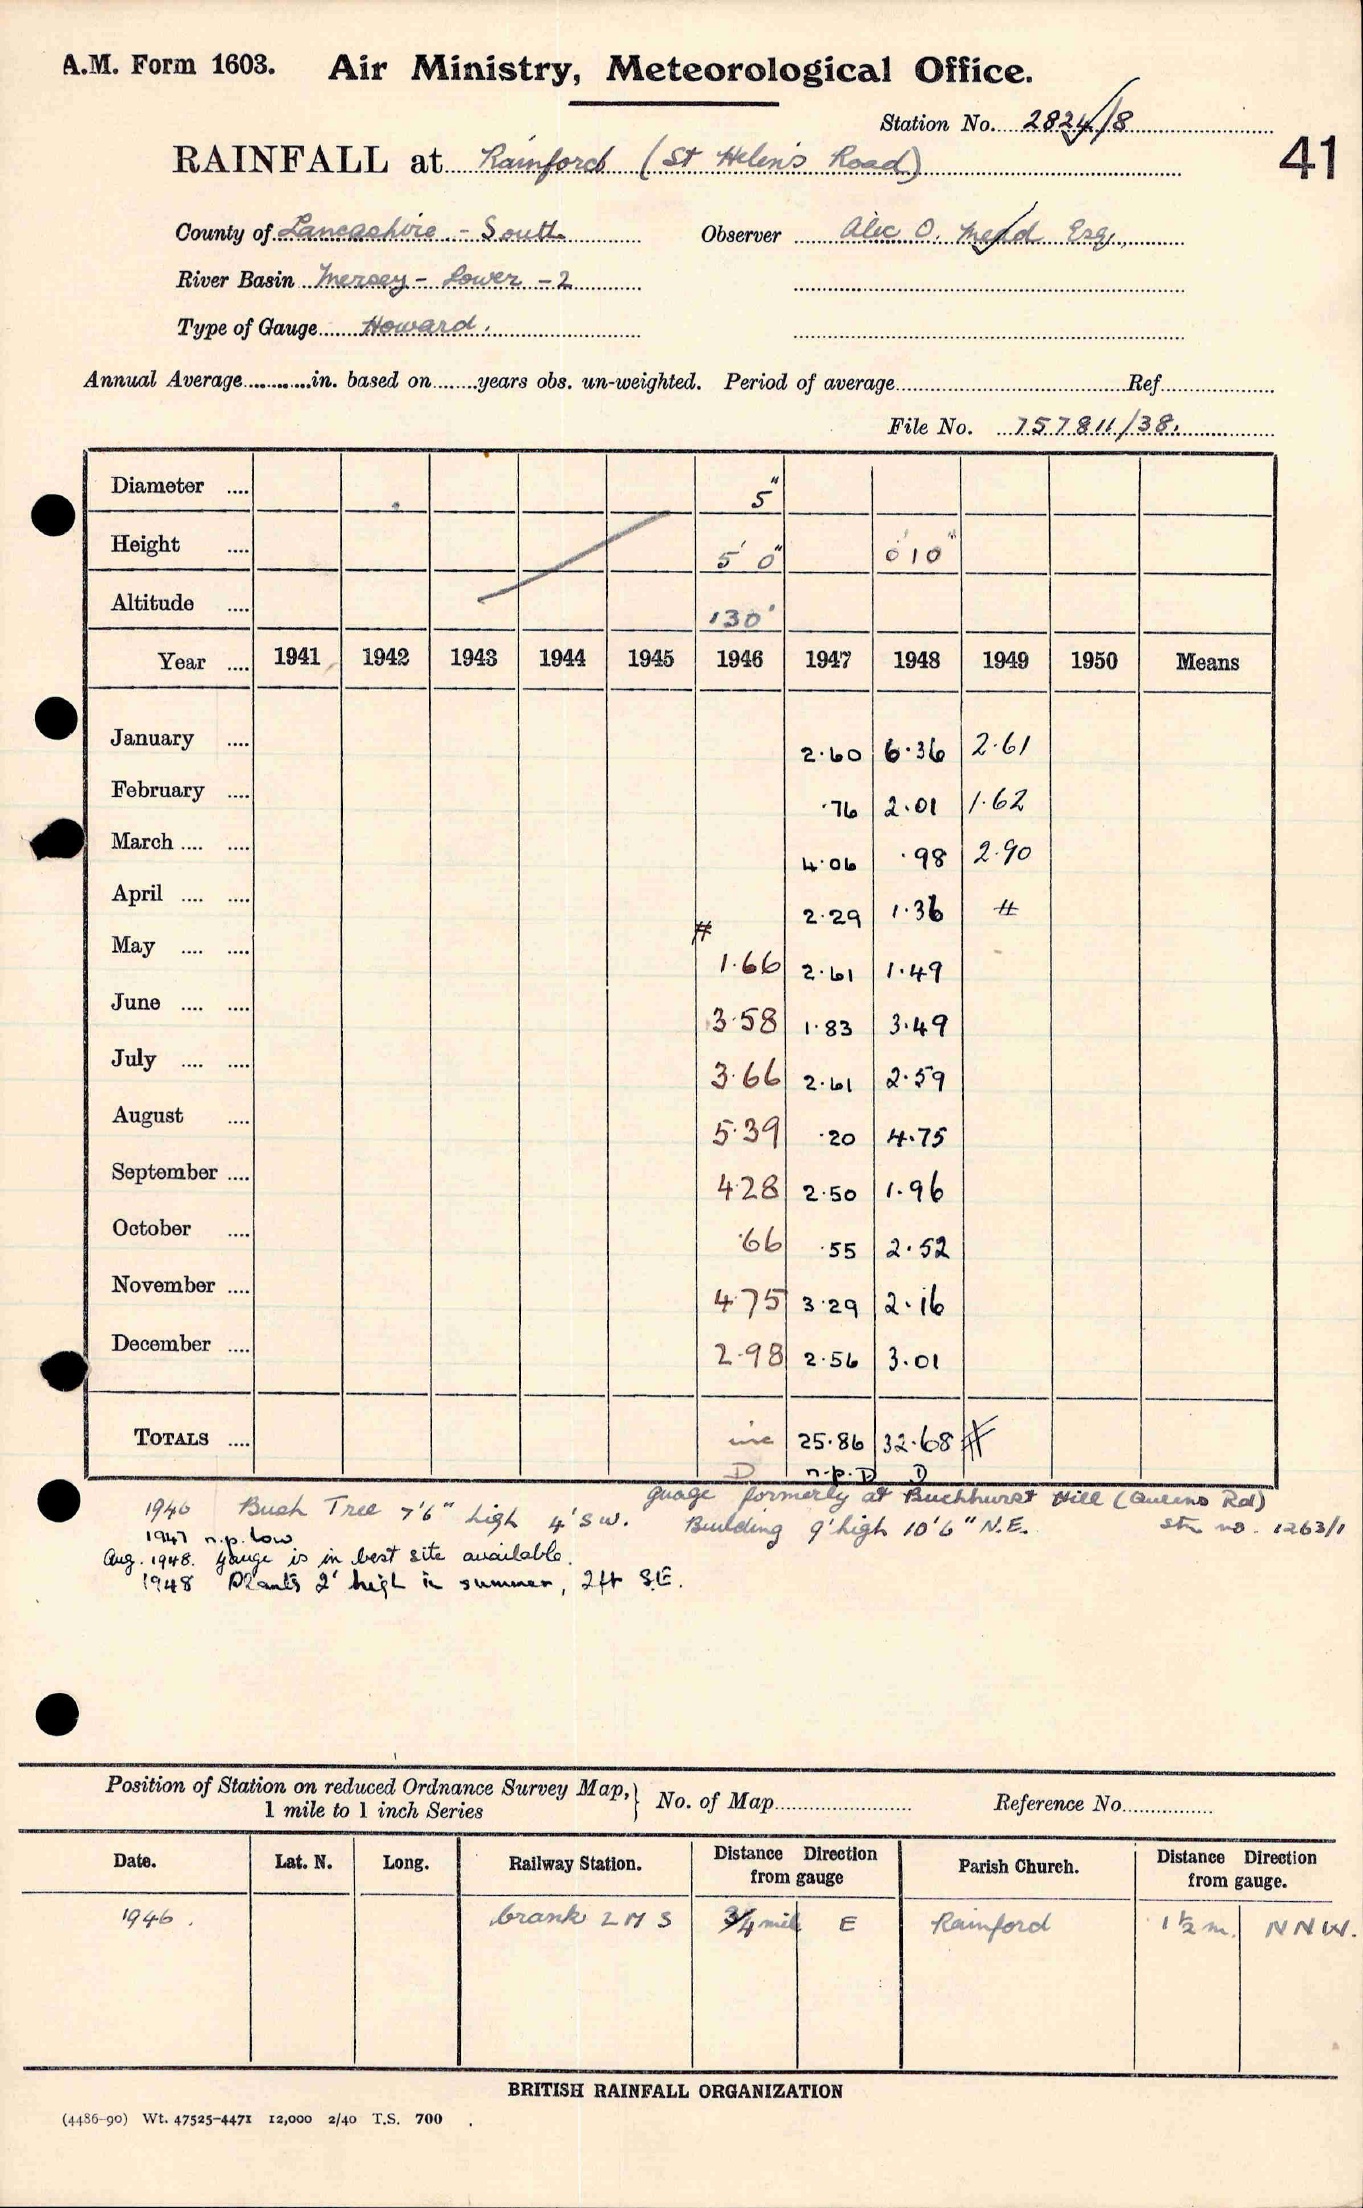 A.M. Form 1603. Air Ministry, Meteorological Office.
Station No. 2824/8
41
RAINFALL at Rainford (St Helen's Road)
County of Lancashire - South Observer Alec O. Medd Esq.,
River Basin Mersey - Lower - 2
Type of Gauge Howard.
Annual Average............in. based on........years obs. un-weighted. Period of average............Ref............
File No. 757811/38.
Diameter .... 5"
Height .... 5' 0" 0' 10"
Altitude .... 130'
Year .... 1941 1942 1943 1944 1945 1946 1947 1948 1949 1950 Means
January .... 2.60 6.36 2.61
February .... .76 2.01 1.62
March .... .... 4.06 .98 2.90
April .... .... 2.29 1.36 #
#
May .... .... 1.66 2.61 1.49
June .... .... 3.58 1.83 3.49
July .... .... 3.66 2.61 2.59
August .... 5.39 .20 4.75
September .... 4.28 2.50 1.96
October .... .66 .55 2.52
November .... 4.75 3.29 2.16
December .... 2.98 2.56 3.01
TOTALS .... inc 25.86 32.68 #
D n.p. D D
guage formerly at Buckhurst Hill (Queens Rd)
stn no. 1263/1
1946 Bush Tree 7'6" high 4' SW. Building 9' high 10'6" N.E.
1947 n.p. low
Aug. 1948. Gauge is in best site available.
1948 Plants 2' high in summer, 2ft S.E.
Position of Station on reduced Ordnance Survey Map,
1 mile to 1 inch Series
No. of Map............ Reference No............
Date. Lat. N. Long. Railway Station. Distance Direction from gauge Parish Church. Distance Direction from gauge.
1946. Crank L M S 3/4 mile E Rainford 1 1/2 m. N N W.
BRITISH RAINFALL ORGANIZATION
(4486-90) Wt. 47525-4471 12,000 2/40 T.S. 700